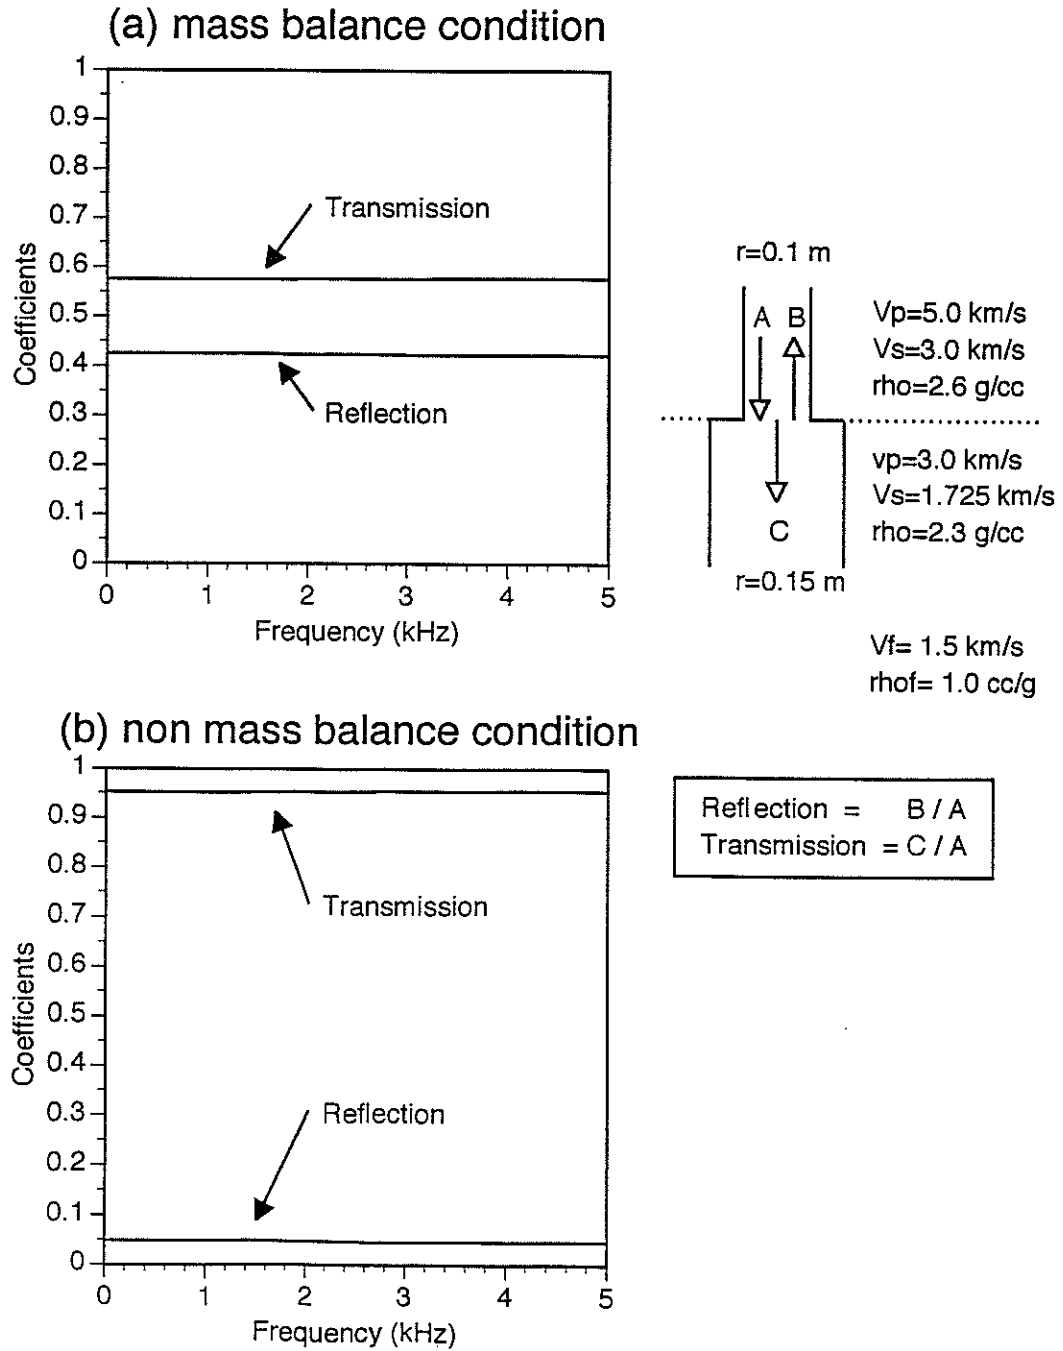 (a) mass balance condition
1
0.9
0.8
0.7
0.6
0.5
0.4
0.3
0.2
0.1
0
Coefficients
Transmission
Reflection
0 1 2 3 4 5
Frequency (kHz)
r=0.1 m
A B
Vp=5.0 km/s
Vs=3.0 km/s
rho=2.6 g/cc
vp=3.0 km/s
Vs=1.725 km/s
rho=2.3 g/cc
C
r=0.15 m
Vf= 1.5 km/s
rhof= 1.0 cc/g
(b) non mass balance condition
1
0.9
0.8
0.7
0.6
0.5
0.4
0.3
0.2
0.1
0
Coefficients
Transmission
Reflection
0 1 2 3 4 5
Frequency (kHz)
Reflection = B / A
Transmission = C / A